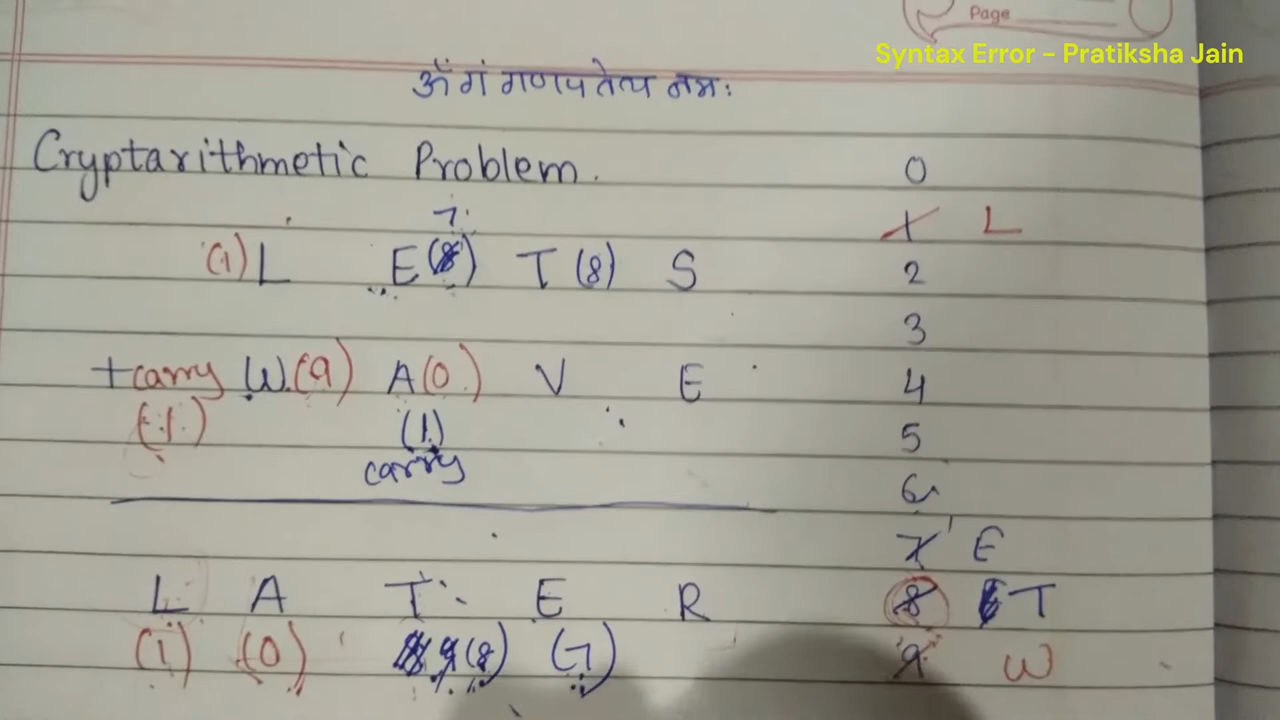 Page
Syntax Error - Pratiksha Jain
ॐ गं गणपतेय नमः
Cryptarithmetic Problem. 0
7 1 L
(1) L E (8) T (8) S 2
3
+carry W (9) A (0) V E 4
(1) (1) 5
carry 6
7 E
L A T E R 8 T
(1) (0) 9 (8) (7) 9 W